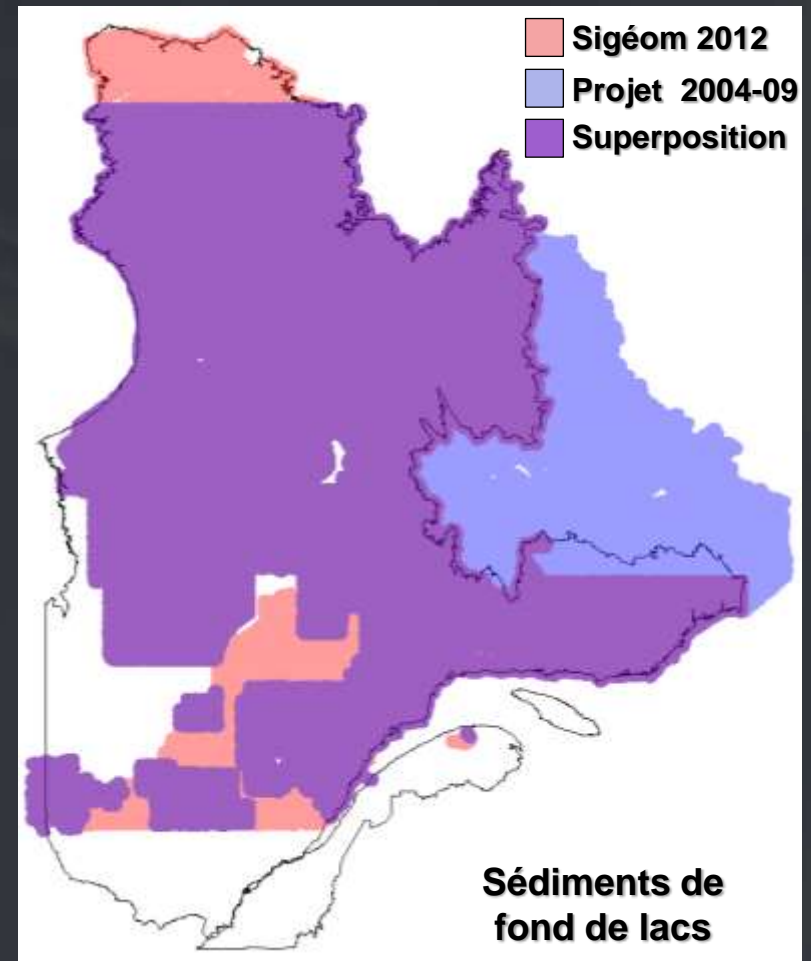 Sigéom 2012
Projet 2004-09
Superposition
Sédiments de
fond de lacs